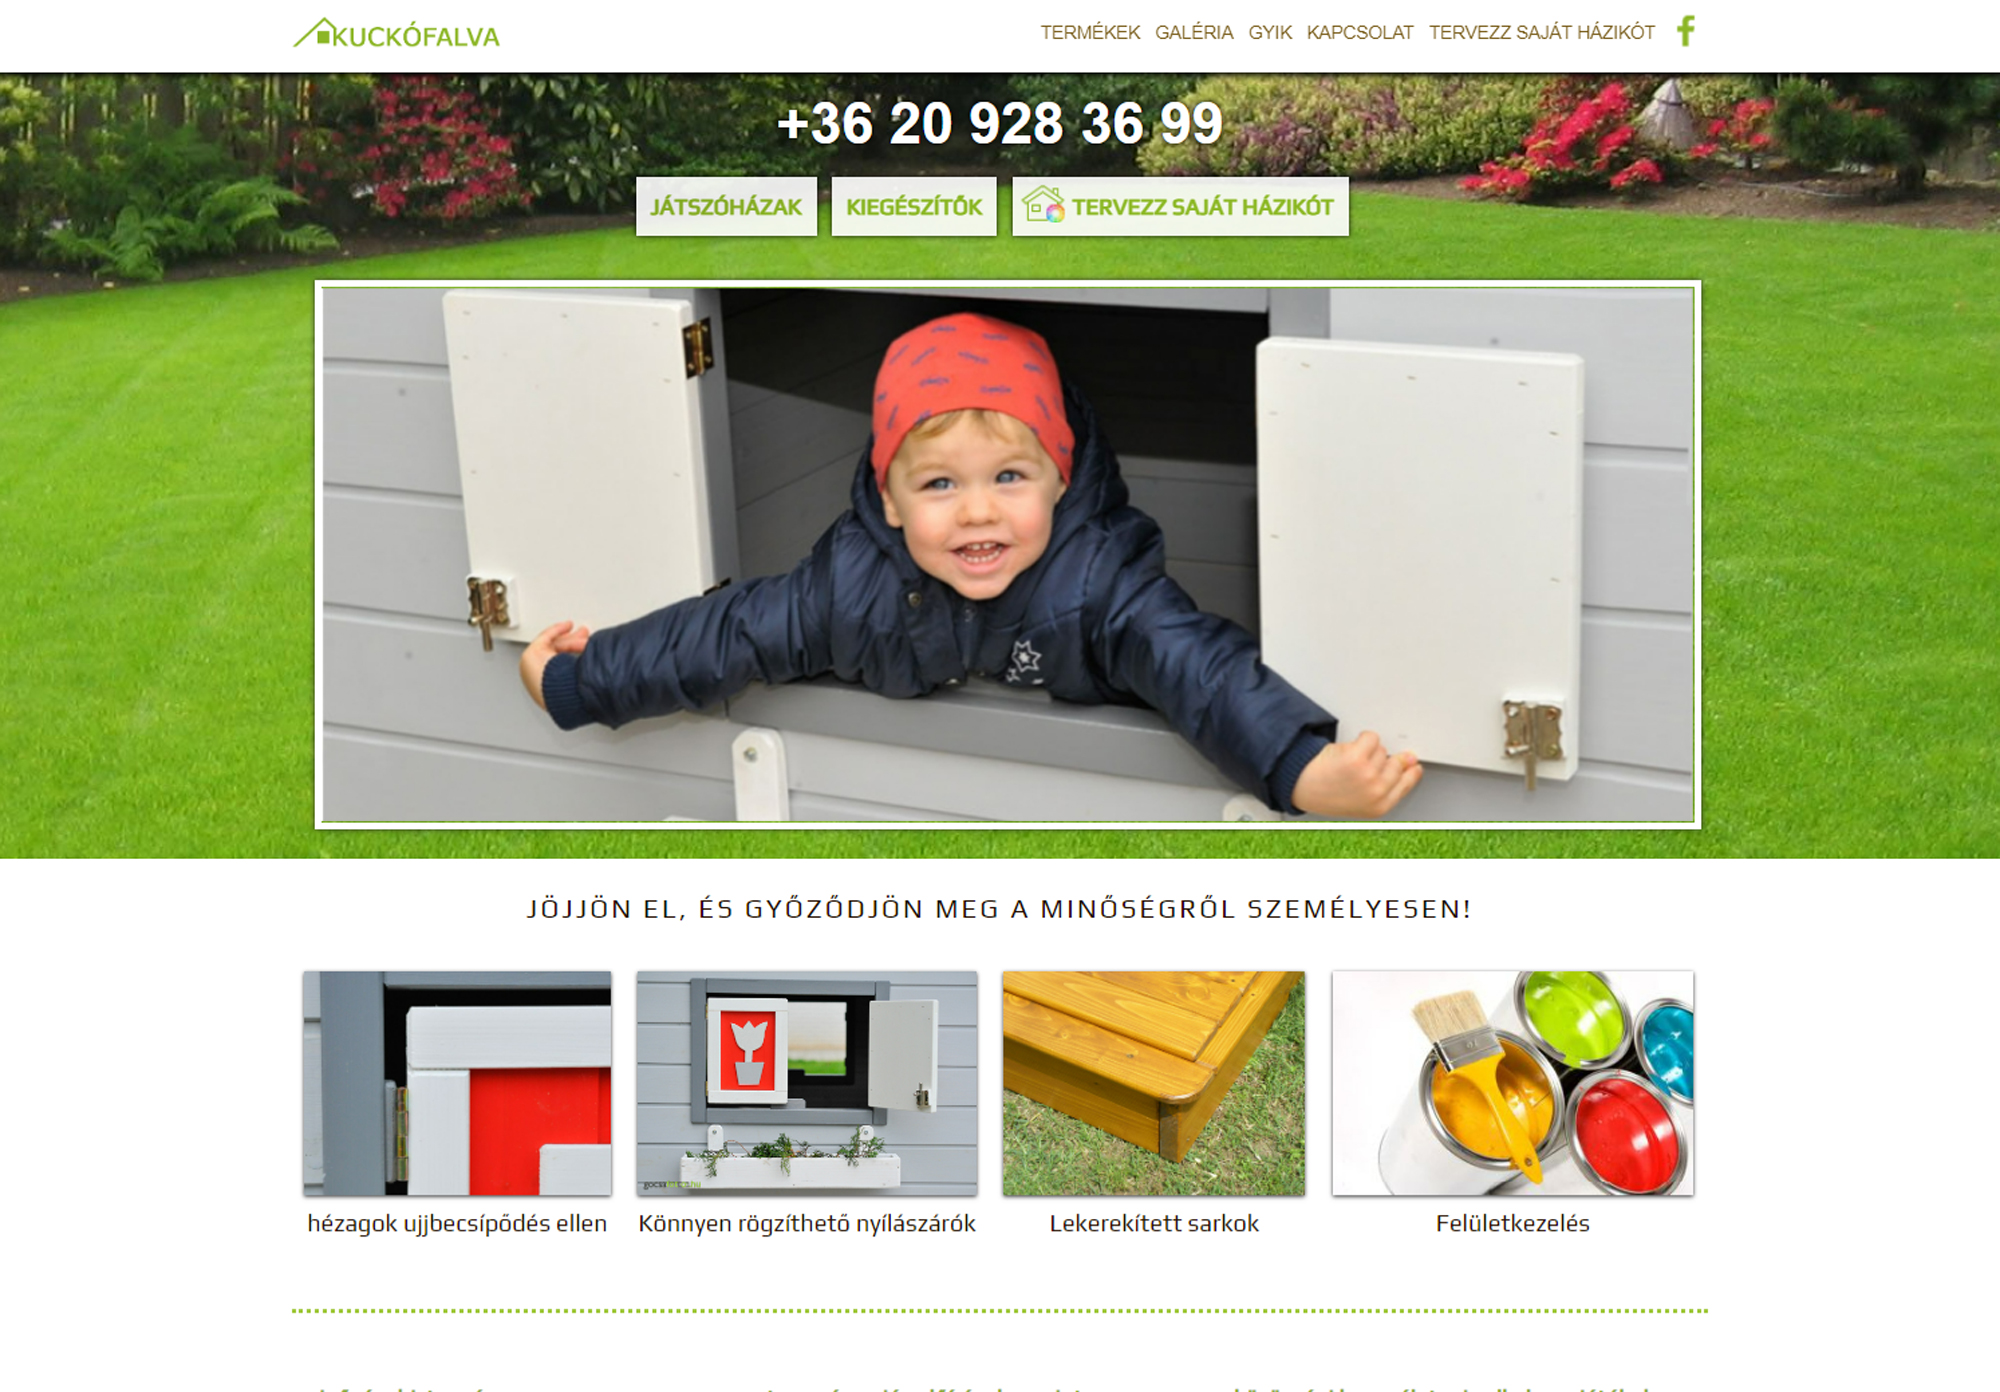 KUCKÓFALVA
TERMÉKEK GALÉRIA GYIK KAPCSOLAT TERVEZZ SAJÁT HÁZIKÓT
+36 20 928 36 99
JÁTSZÓHÁZAK KIEGÉSZÍTŐK TERVEZZ SAJÁT HÁZIKÓT
JÖJJÖN EL, ÉS GYŐZŐDJÖN MEG A MINŐSÉGRŐL SZEMÉLYESEN!
hézagok ujjbecsípődés ellen Könnyen rögzíthető nyílászárók Lekerekített sarkok Felületkezelés